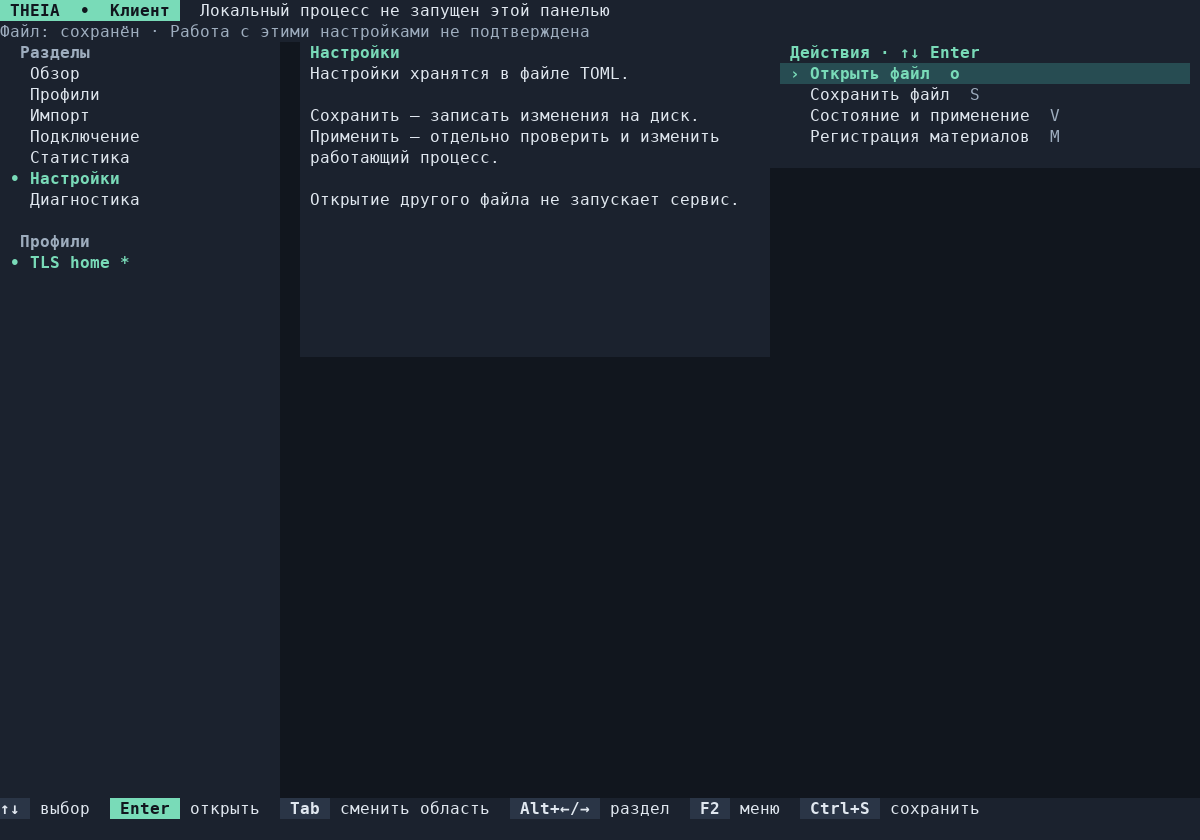 THEIA • Клиент Локальный процесс не запущен этой панелью
Файл: сохранён · Работа с этими настройками не подтверждена
Разделы
Обзор
Профили
Импорт
Подключение
Статистика
• Настройки
Диагностика
Профили
• TLS home *
Настройки
Настройки хранятся в файле TOML.
Сохранить — записать изменения на диск.
Применить — отдельно проверить и изменить
работающий процесс.
Открытие другого файла не запускает сервис.
Действия · ↑↓ Enter
› Открыть файл o
Сохранить файл S
Состояние и применение V
Регистрация материалов M
↑↓ выбор Enter открыть Tab сменить область Alt+←/→ раздел F2 меню Ctrl+S сохранить